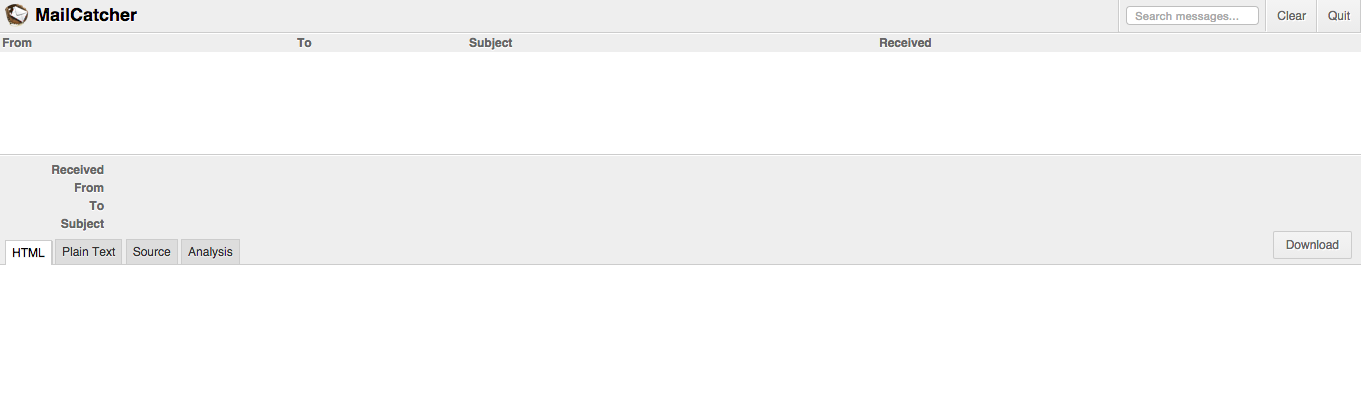 MailCatcher
Search messages...
Clear
Quit
From To Subject Received
Received
From
To
Subject
HTML Plain Text Source Analysis
Download